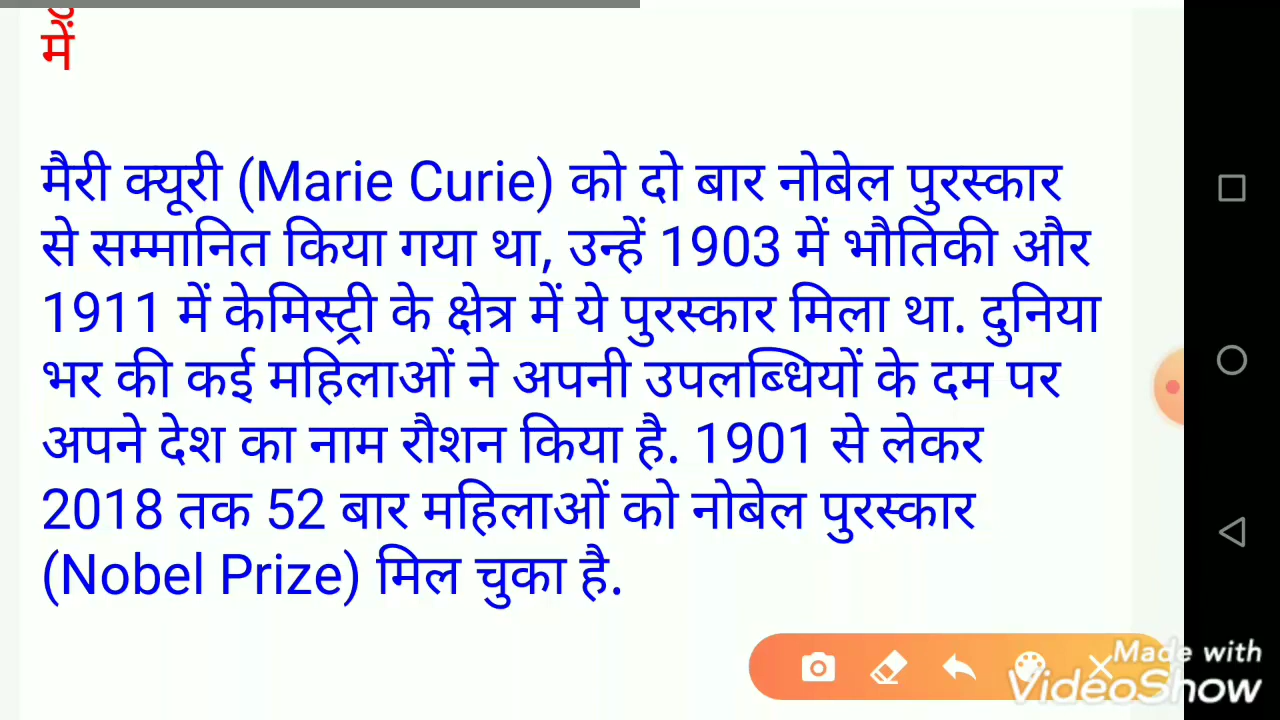 में
मैरी क्यूरी (Marie Curie) को दो बार नोबेल पुरस्कार
से सम्मानित किया गया था, उन्हें 1903 में भौतिकी और
1911 में केमिस्ट्री के क्षेत्र में ये पुरस्कार मिला था. दुनिया
भर की कई महिलाओं ने अपनी उपलब्धियों के दम पर
अपने देश का नाम रौशन किया है. 1901 से लेकर
2018 तक 52 बार महिलाओं को नोबेल पुरस्कार
(Nobel Prize) मिल चुका है.
Made with
VideoShow